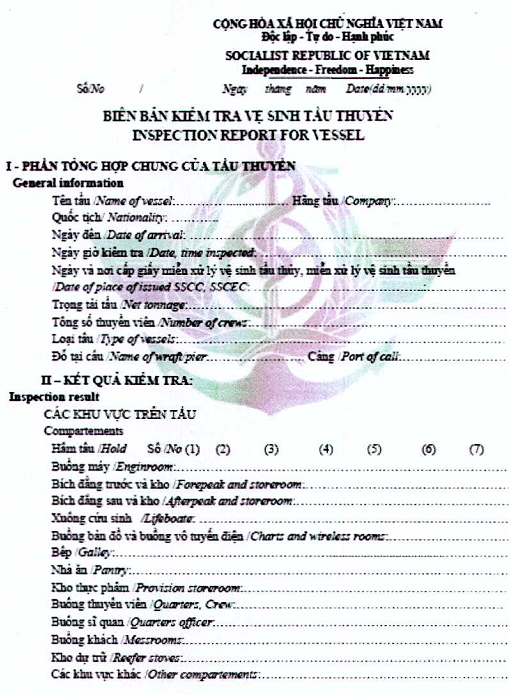 CỘNG HÒA XÃ HỘI CHỦ NGHĨA VIỆT NAM
Độc lập - Tự do - Hạnh phúc
SOCIALIST REPUBLIC OF VIETNAM
Independence - Freedom - Happiness
Số/No / Ngày tháng năm Date(dd/mm/yyyy)
BIÊN BẢN KIỂM TRA VỆ SINH TÀU THUYỀN
INSPECTION REPORT FOR VESSEL
I - PHẦN TỔNG HỢP CHUNG CỦA TÀU THUYỀN
General information
Tên tầu /Name of vessel:.............................. Hãng tầu /Company:..........................
Quốc tịch/ Nationality: .............
Ngày đến /Date of arrival:..........................................................................
Ngày giờ kiểm tra /Date, time inspected:..........................................................
Ngày và nơi cấp giấy miễn xử lý vệ sinh tầu thủy, miễn xử lý vệ sinh tầu thuyền
/Date of place of issued SSCC, SSCEC:..................................................:
Trọng tải tầu /Net tonnage:..........................................................................
Tổng số thuyền viên /Number of crews:..............................................................
Loại tầu /Type of vessels:............................................................................
Đỗ tại cầu /Name of wraft pier........................ Cảng /Port of call:............................
II – KẾT QUẢ KIỂM TRA:
Inspection result
CÁC KHU VỰC TRÊN TẦU
Compartements
Hầm tầu /Hold Số /No (1) (2) (3) (4) (5) (6) (7)
Buồng máy /Enginroom:..............................................................................
Bích đằng trước và kho /Forepeak and storeroom:..................................................
Bích đằng sau và kho /Afterpeak and storeroom:....................................................
Xuồng cứu sinh /Lifeboate:..........................................................................
Buồng bản đồ và buồng vô tuyến điện /Charts and wireless rooms:..............................
Bếp /Galley:..........................................................................................
Nhà ăn /Pantry:......................................................................................
Kho thực phẩm /Provision storeroom:................................................................
Buồng thuyền viên /Quarters, Crew:..................................................................
Buồng sĩ quan /Quarters officer:....................................................................
Buồng khách /Messrooms:............................................................................
Kho dự trữ /Reefer stoves:..........................................................................
Các khu vực khác /Other compartements:............................................................